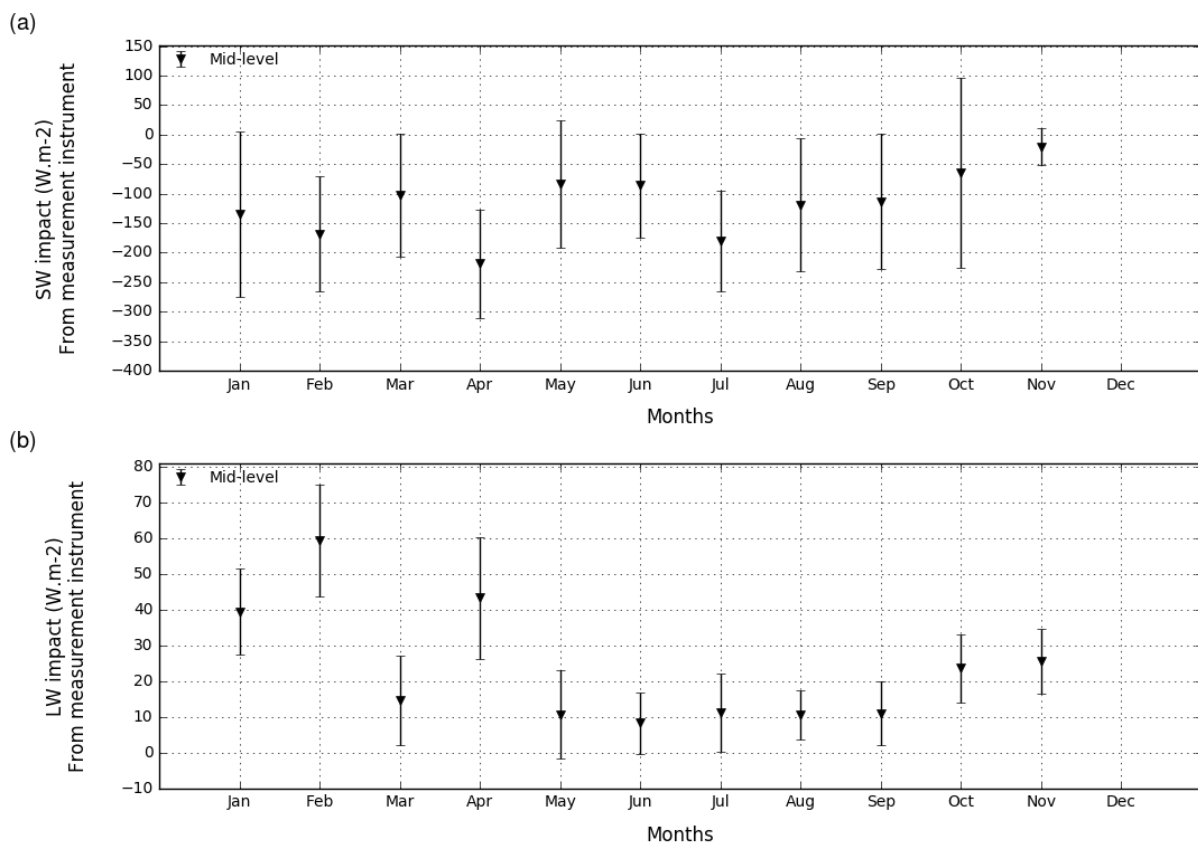 (a)
150
100
50
0
−50
−100
−150
−200
−250
−300
−350
−400
Mid-level
SW impact (W.m-2)
From measurement instrument
Jan Feb Mar Apr May Jun Jul Aug Sep Oct Nov Dec
Months
(b)
80
70
60
50
40
30
20
10
0
−10
Mid-level
LW impact (W.m-2)
From measurement instrument
Jan Feb Mar Apr May Jun Jul Aug Sep Oct Nov Dec
Months